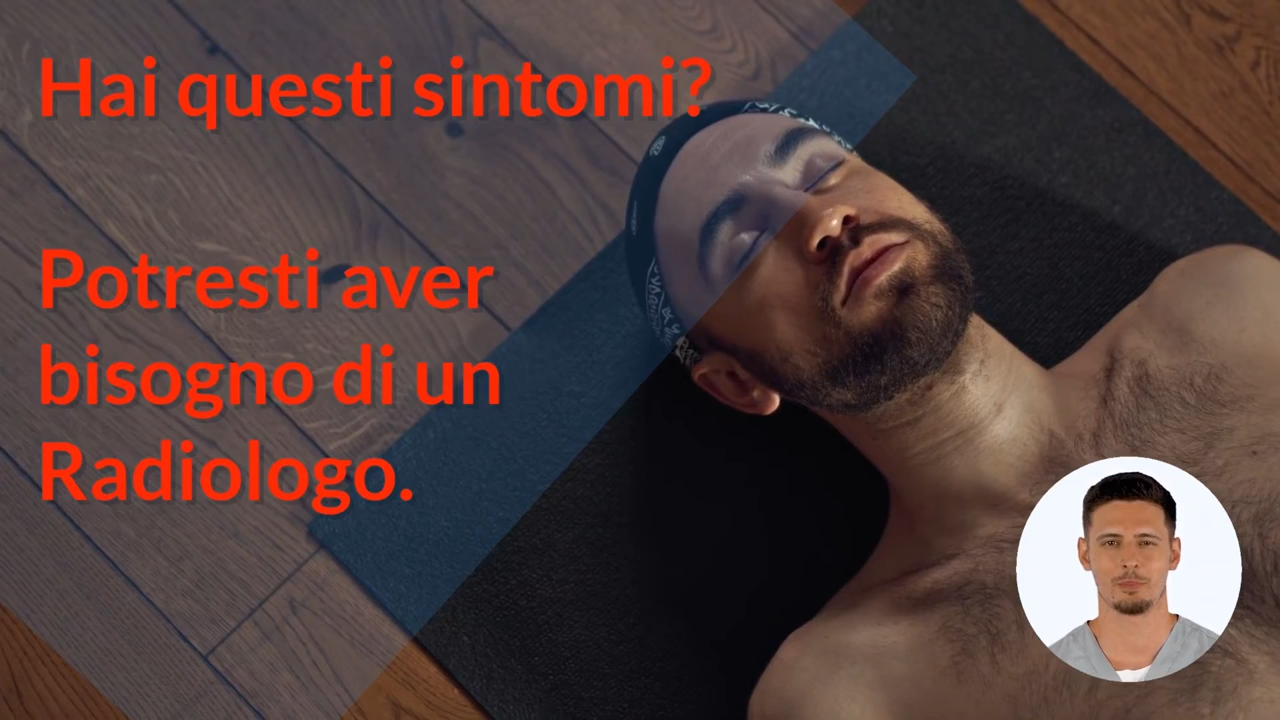 Hai questi sintomi?
Potresti aver
bisogno di un
Radiologo.